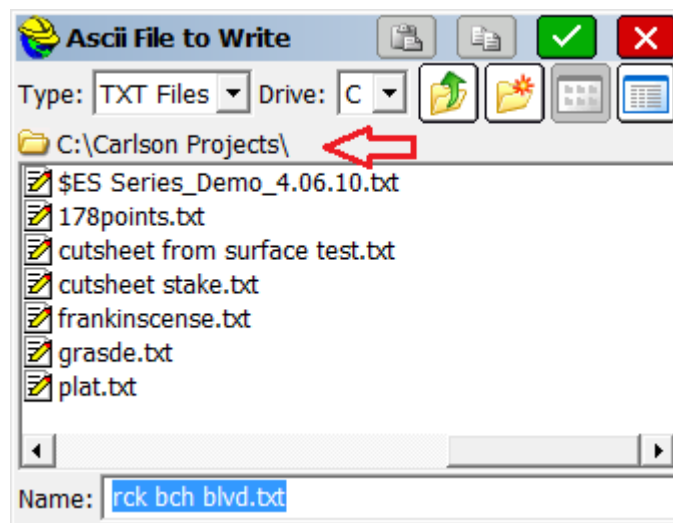 Ascii File to Write
Type: TXT Files Drive: C
C:\Carlson Projects\
$ES Series_Demo_4.06.10.txt
178points.txt
cutsheet from surface test.txt
cutsheet stake.txt
frankinscense.txt
grasde.txt
plat.txt
Name: rck bch blvd.txt